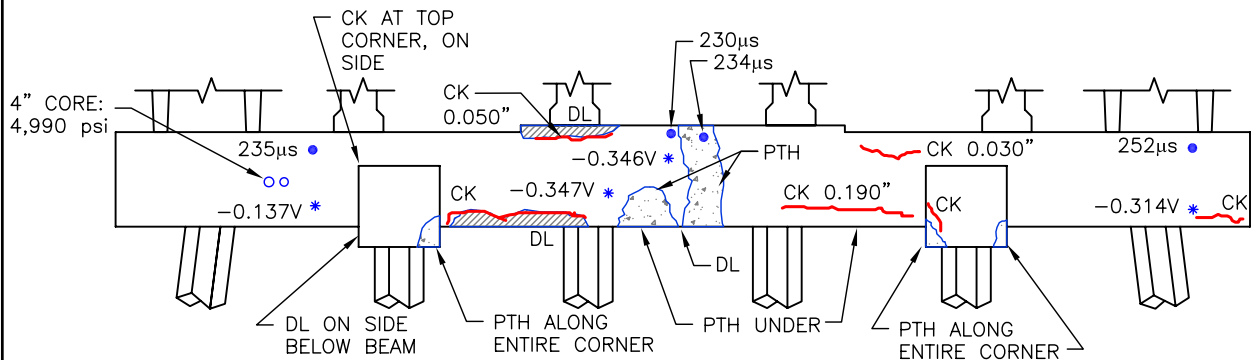 CK AT TOP
CORNER, ON
SIDE
230µs
234µs
CK
0.050"
DL
4" CORE:
4,990 psi
235µs
-0.346V
PTH
CK 0.030"
252µs
CK
-0.347V
CK 0.190"
CK
-0.137V
-0.314V
CK
DL
DL
DL ON SIDE
BELOW BEAM
PTH ALONG
ENTIRE CORNER
PTH UNDER
PTH ALONG
ENTIRE CORNER